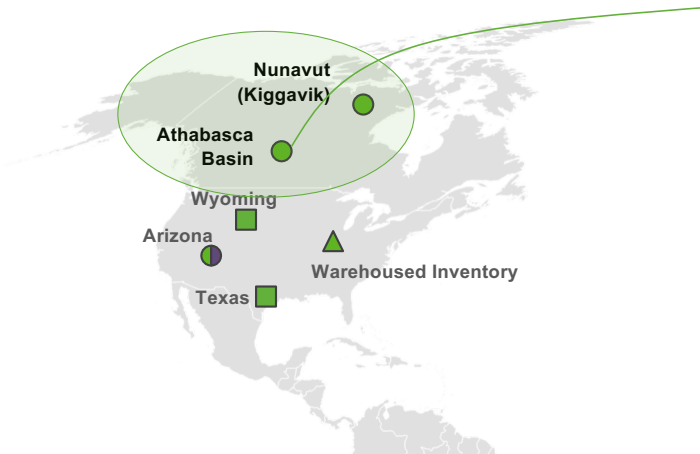 Nunavut
(Kiggavik)
Athabasca
Basin
Wyoming
Arizona
Warehoused Inventory
Texas